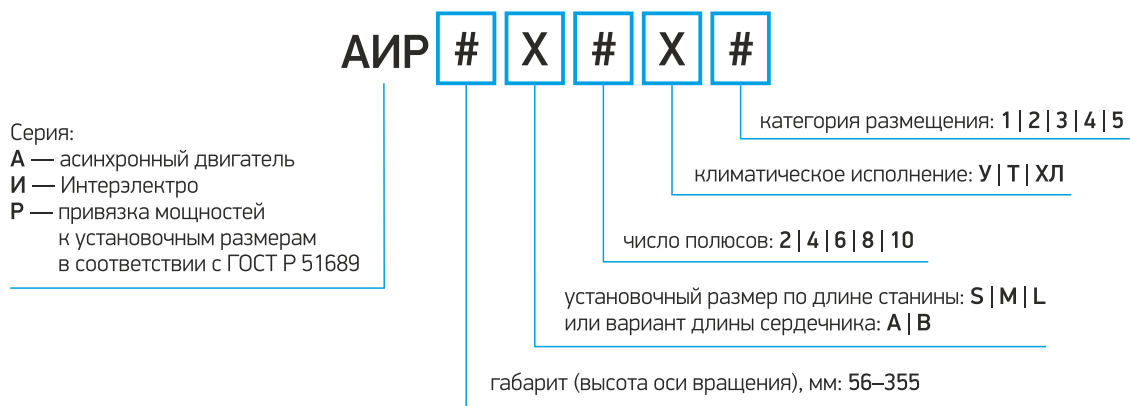 АИР # X # X #
Серия:
А — асинхронный двигатель
И — Интерэлектро
Р — привязка мощностей
к установочным размерам
в соответствии с ГОСТ Р 51689
категория размещения: 1 | 2 | 3 | 4 | 5
климатическое исполнение: У | Т | ХЛ
число полюсов: 2 | 4 | 6 | 8 | 10
установочный размер по длине станины: S | M | L
или вариант длины сердечника: A | B
габарит (высота оси вращения), мм: 56–355